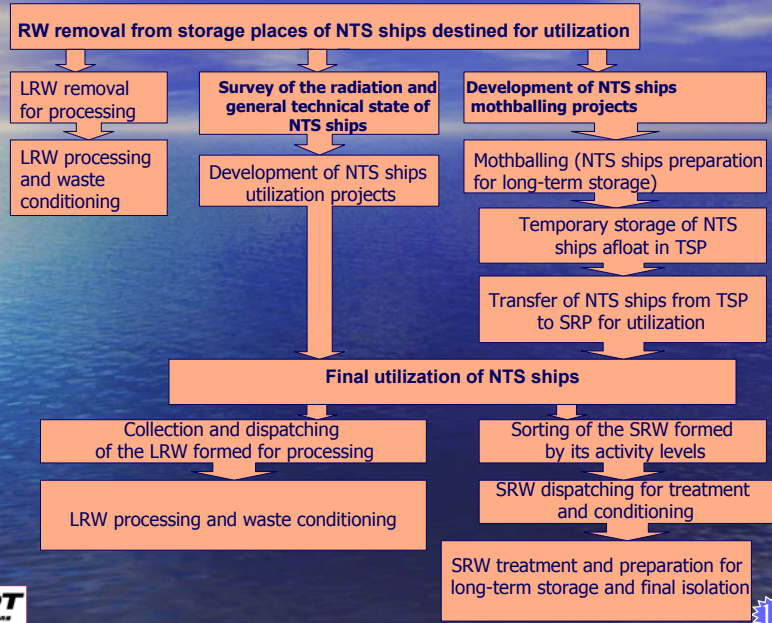 RW removal from storage places of NTS ships destined for utilization
LRW removal
for processing
LRW processing
and waste
conditioning
Survey of the radiation and
general technical state of
NTS ships
Development of NTS ships
utilization projects
Development of NTS ships
mothballing projects
Mothballing (NTS ships preparation
for long-term storage)
Temporary storage of NTS
ships afloat in TSP
Transfer of NTS ships from TSP
to SRP for utilization
Final utilization of NTS ships
Collection and dispatching
of the LRW formed for processing
LRW processing and waste conditioning
Sorting of the SRW formed
by its activity levels
SRW dispatching for treatment
and conditioning
SRW treatment and preparation for
long-term storage and final isolation